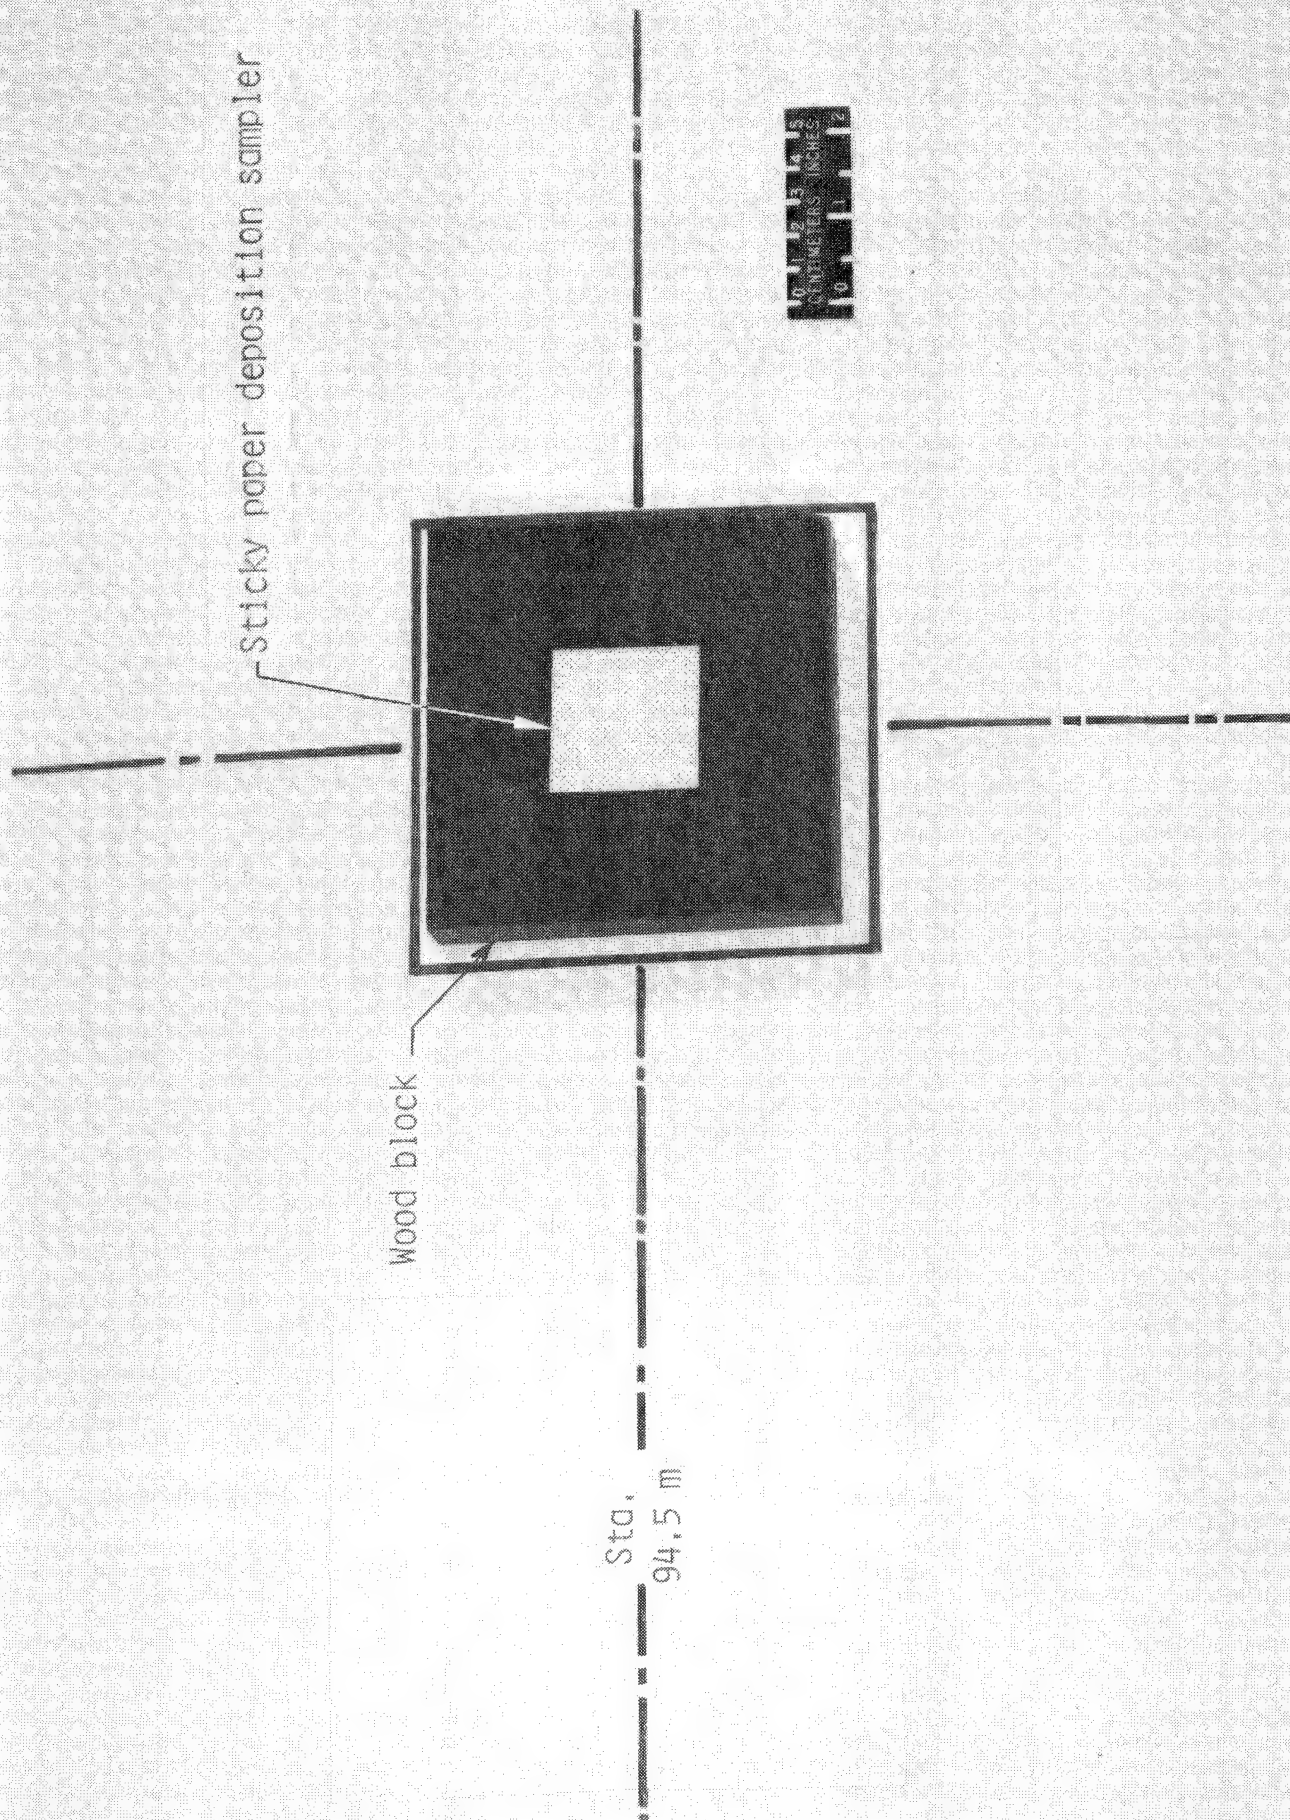 Sticky paper deposition sampler
Wood block
Sta.
94.5 m
0 1 2 3 4 5
CENTIMETERS INCHES
0 1 2